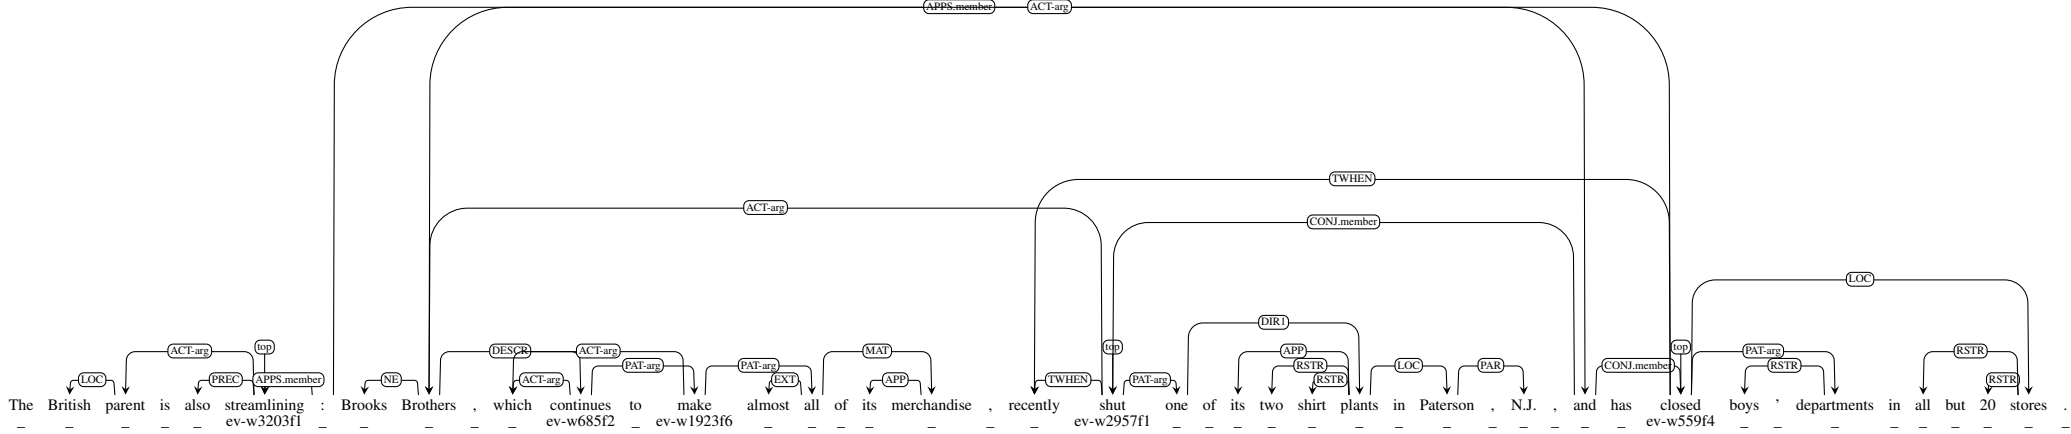 APPS.member ACT-arg
TWHEN
ACT-arg
CONJ.member
LOC
DIR1
ACT-arg top DESCR ACT-arg MAT top APP top PAT-arg RSTR
PAT-arg PAT-arg RSTR LOC PAR CONJ.member RSTR
LOC PREC APPS.member NE ACT-arg EXT APP TWHEN PAT-arg RSTR RSTR
The British parent is also streamlining : Brooks Brothers , which continues to make almost all of its merchandise , recently shut one of its two shirt plants in Paterson , N.J. , and has closed boys ' departments in all but 20 stores .
_ _ _ _ _ ev-w3203f1 _ _ _ _ _ ev-w685f2 _ ev-w1923f6 _ _ _ _ _ _ _ ev-w2957f1 _ _ _ _ _ _ _ _ _ _ _ _ _ ev-w559f4 _ _ _ _ _ _ _ _ _